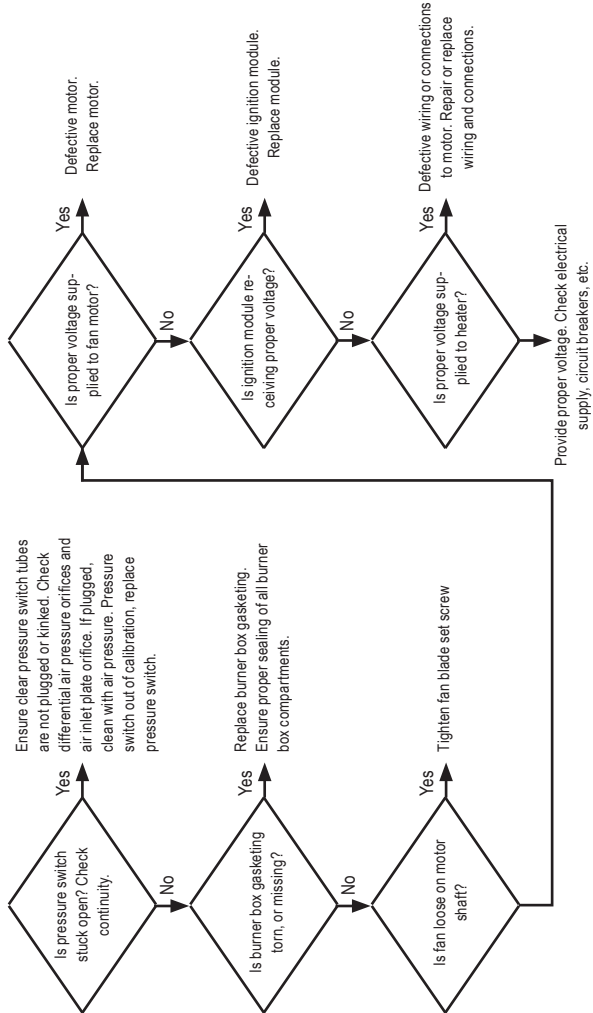 Is pressure switch
stuck open? Check
continuity.
Yes
Ensure clear pressure switch tubes
are not plugged or kinked. Check
differential air pressure orifices and
air inlet plate orifice. If plugged,
clean with air pressure. Pressure
switch out of calibration, replace
pressure switch.
No
Is burner box gasketing
torn, or missing?
Yes
Replace burner box gasketing.
Ensure proper sealing of all burner
box compartments.
No
Is fan loose on motor
shaft?
Yes
Tighten fan blade set screw
Is proper voltage sup-
plied to fan motor?
Yes
Defective motor.
Replace motor.
No
Is ignition module re-
ceiving proper voltage?
Yes
Defective ignition module.
Replace module.
No
Is proper voltage sup-
plied to heater?
Yes
Defective wiring or connections
to motor. Repair or replace
wiring and connections.
Provide proper voltage. Check electrical
supply, circuit breakers, etc.